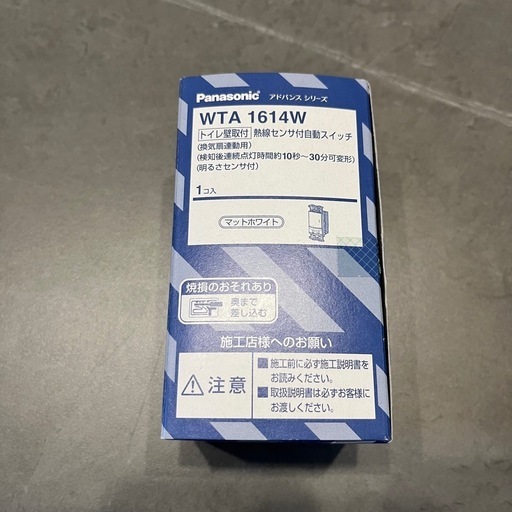 Panasonic アドバンス シリーズ
WTA 1614W
トイレ壁取付 熱線センサ付自動スイッチ
(換気扇連動用)
(検知後連続点灯時間約10秒～30分可変形)
(明るさセンサ付)
1コ入
マットホワイト
焼損のおそれあり
奥まで
差し込む
施工店様へのお願い
注意
■施工前に必ず施工説明書を
お読みください。
■取扱説明書は必ずお客様に
お渡しください。